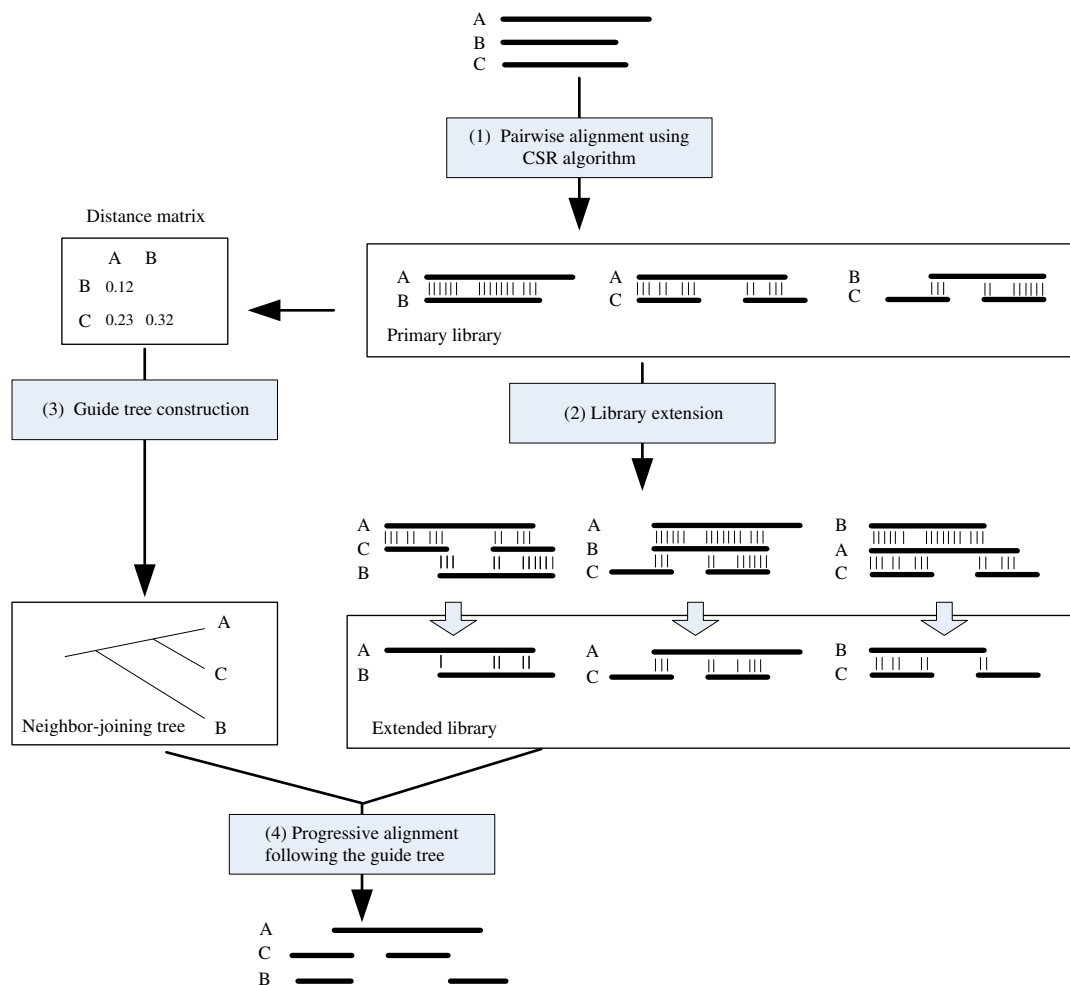 A
B
C
(1) Pairwise alignment using
CSR algorithm
Distance matrix
A B
B 0.12
C 0.23 0.32
A
B
A
C
B
C
Primary library
(3) Guide tree construction
(2) Library extension
A
C
B
A
B
C
B
A
C
A
C
B
Neighbor-joining tree
A
B
A
C
B
C
Extended library
(4) Progressive alignment
following the guide tree
A
C
B